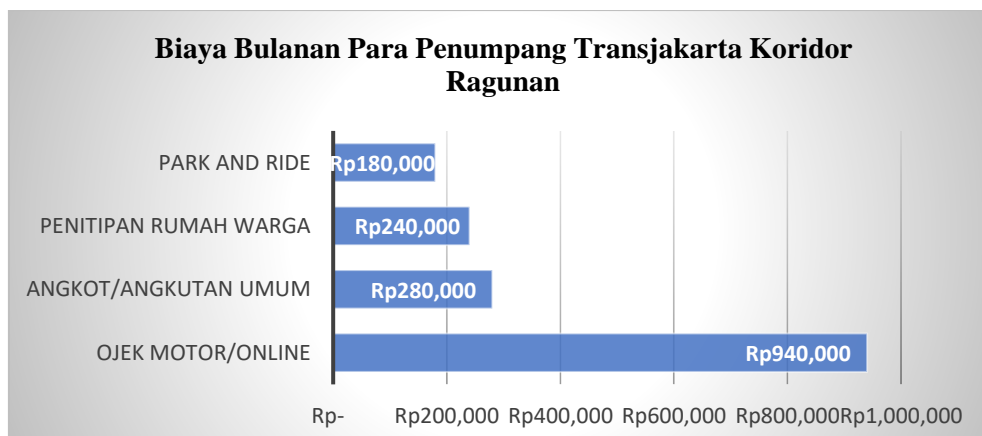 Biaya Bulanan Para Penumpang Transjakarta Koridor
Ragunan
PARK AND RIDE
Rp180,000
PENITIPAN RUMAH WARGA
Rp240,000
ANGKOT/ANGKUTAN UMUM
Rp280,000
OJEK MOTOR/ONLINE
Rp940,000
Rp- Rp200,000 Rp400,000 Rp600,000 Rp800,000 Rp1,000,000